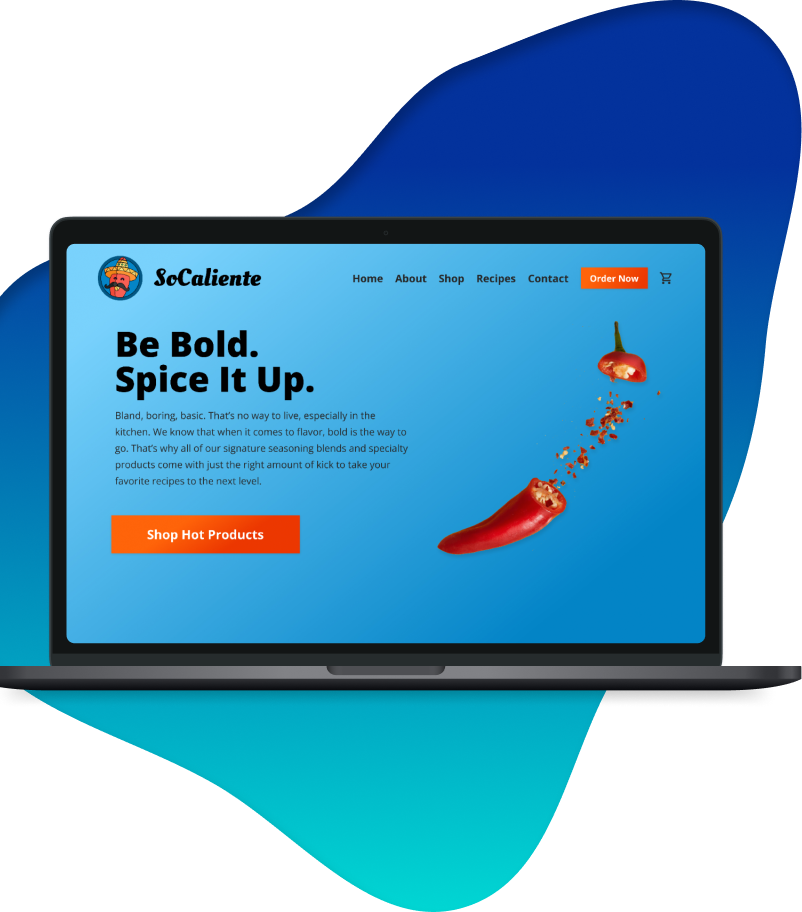 SoCaliente
Home About Shop Recipes Contact Order Now
Be Bold.
Spice It Up.
Bland, boring, basic. That's no way to live, especially in the
kitchen. We know that when it comes to flavor, bold is the way to
go. That's why all of our signature seasoning blends and specialty
products come with just the right amount of kick to take your
favorite recipes to the next level.
Shop Hot Products